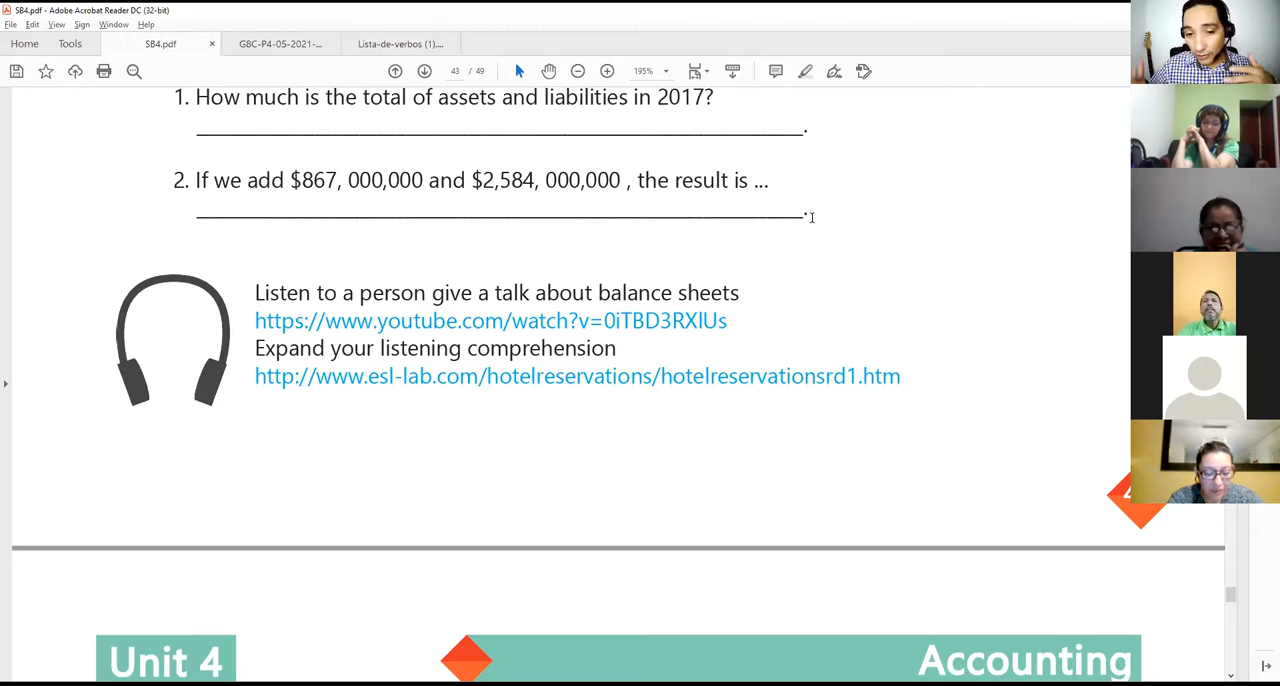 SB4.pdf - Adobe Acrobat Reader DC (32-bit)
File Edit View Sign Window Help
Home Tools SB4.pdf × G8C-P4-05-2021-... Lista-de-verbos (1)....
43 / 49 195%
1. How much is the total of assets and liabilities in 2017?
_______________________________________________________.
2. If we add $867, 000,000 and $2,584, 000,000 , the result is ...
_______________________________________________________.
Listen to a person give a talk about balance sheets
https://www.youtube.com/watch?v=0iTBD3RXlUs
Expand your listening comprehension
http://www.esl-lab.com/hotelreservations/hotelreservationsrd1.htm
Unit 4 Accounting